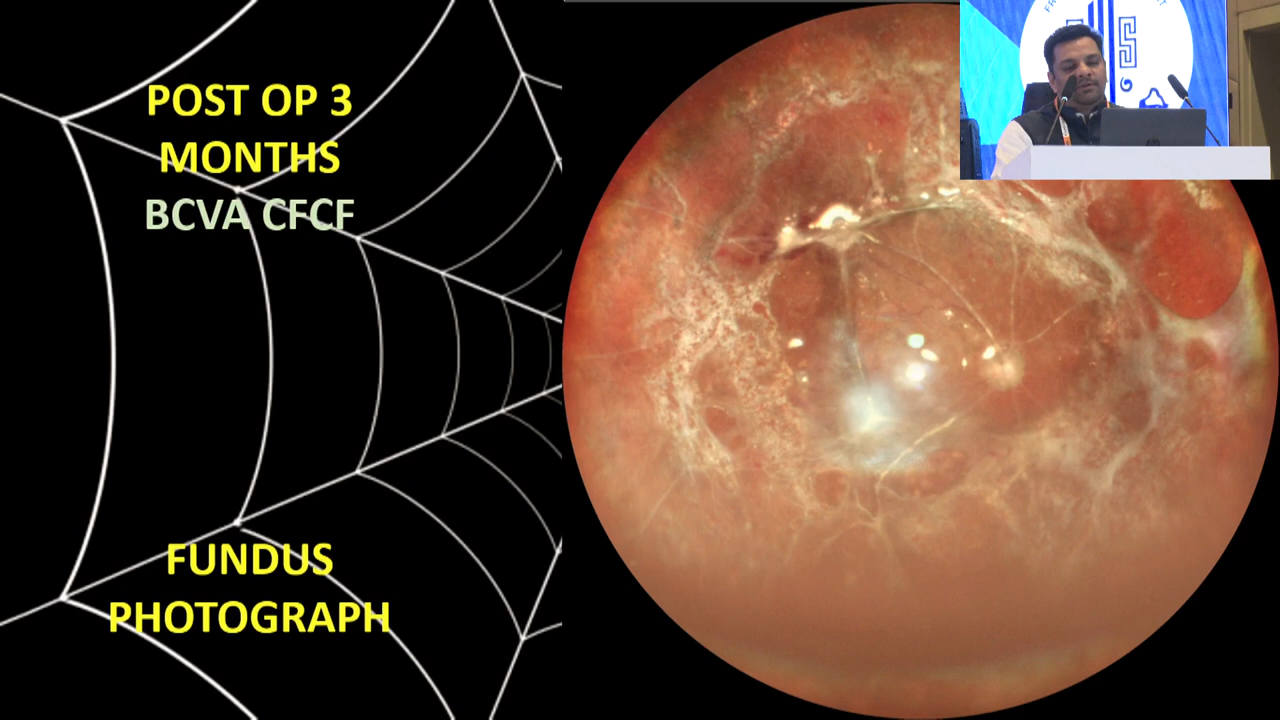 POST OP 3
MONTHS
BCVA CFCF
FUNDUS
PHOTOGRAPH